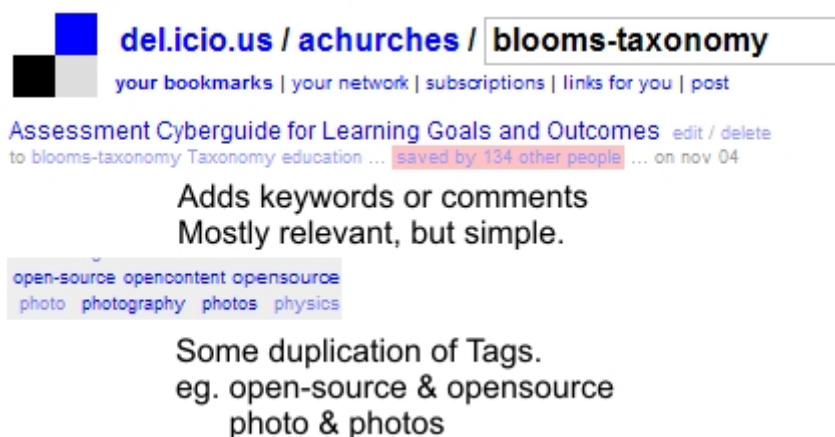 del.icio.us / achurches / blooms-taxonomy
your bookmarks | your network | subscriptions | links for you | post
Assessment Cyberguide for Learning Goals and Outcomes edit / delete
to blooms-taxonomy Taxonomy education ... saved by 134 other people ... on nov 04
Adds keywords or comments
Mostly relevant, but simple.
open-source opencontent opensource
photo photography photos physics
Some duplication of Tags.
eg. open-source & opensource
photo & photos